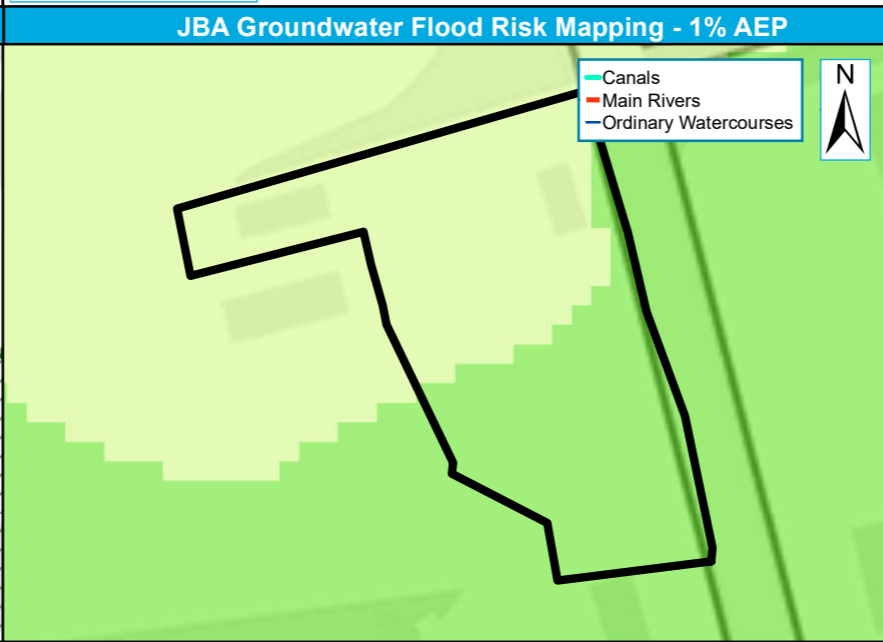 JBA Groundwater Flood Risk Mapping - 1% AEP
Canals
Main Rivers
Ordinary Watercourses
N